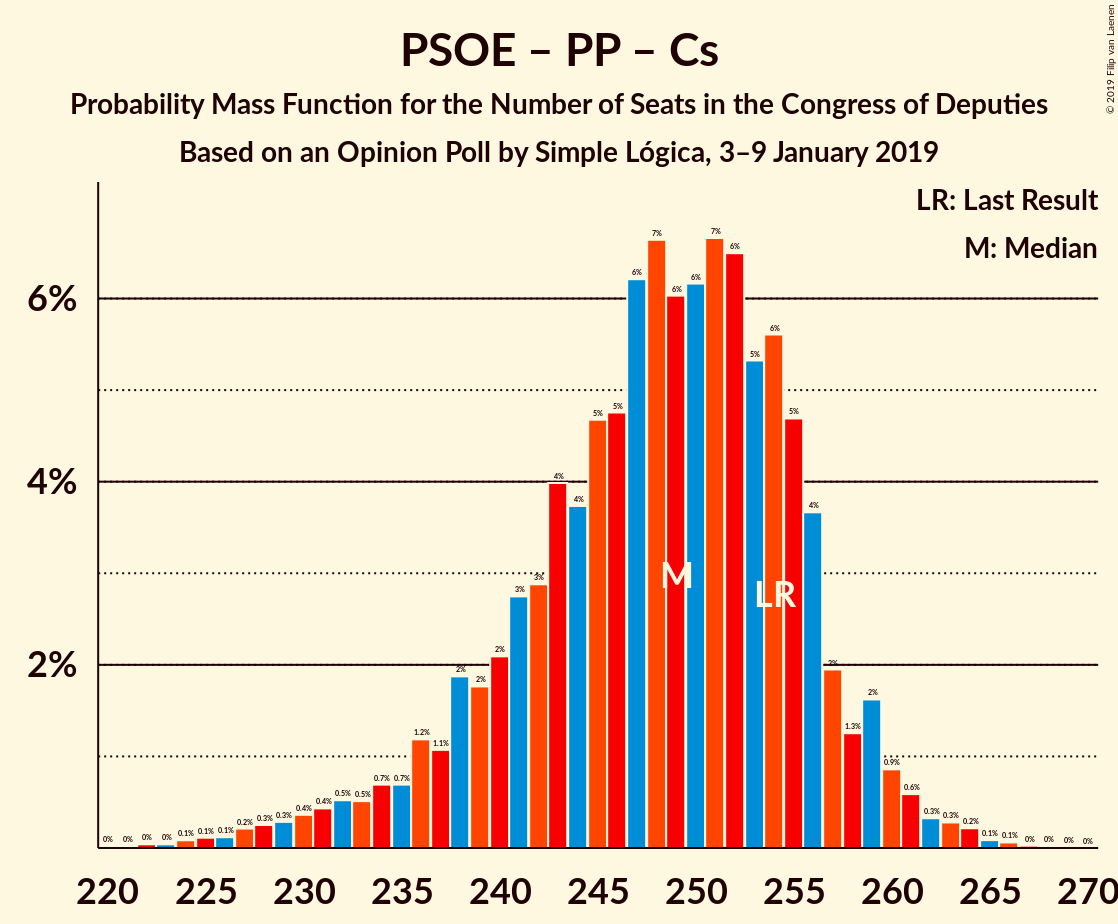 PSOE – PP – Cs
Probability Mass Function for the Number of Seats in the Congress of Deputies
Based on an Opinion Poll by Simple Lógica, 3–9 January 2019
© 2019 Filip van Laenen
LR: Last Result
M: Median
6%
4%
2%
0% 0% 0% 0% 0.1% 0.1% 0.1% 0.2% 0.3% 0.3% 0.4% 0.4% 0.5% 0.5% 0.7% 0.7% 1.2% 1.1% 2% 2% 2% 3% 3% 4% 4% 5% 5% 6% 7% 6% 6% 7% 6% 5% 6% 5% 4% 2% 1.3% 2% 0.9% 0.6% 0.3% 0.3% 0.2% 0.1% 0.1% 0% 0% 0% 0%
M
LR
220 225 230 235 240 245 250 255 260 265 270